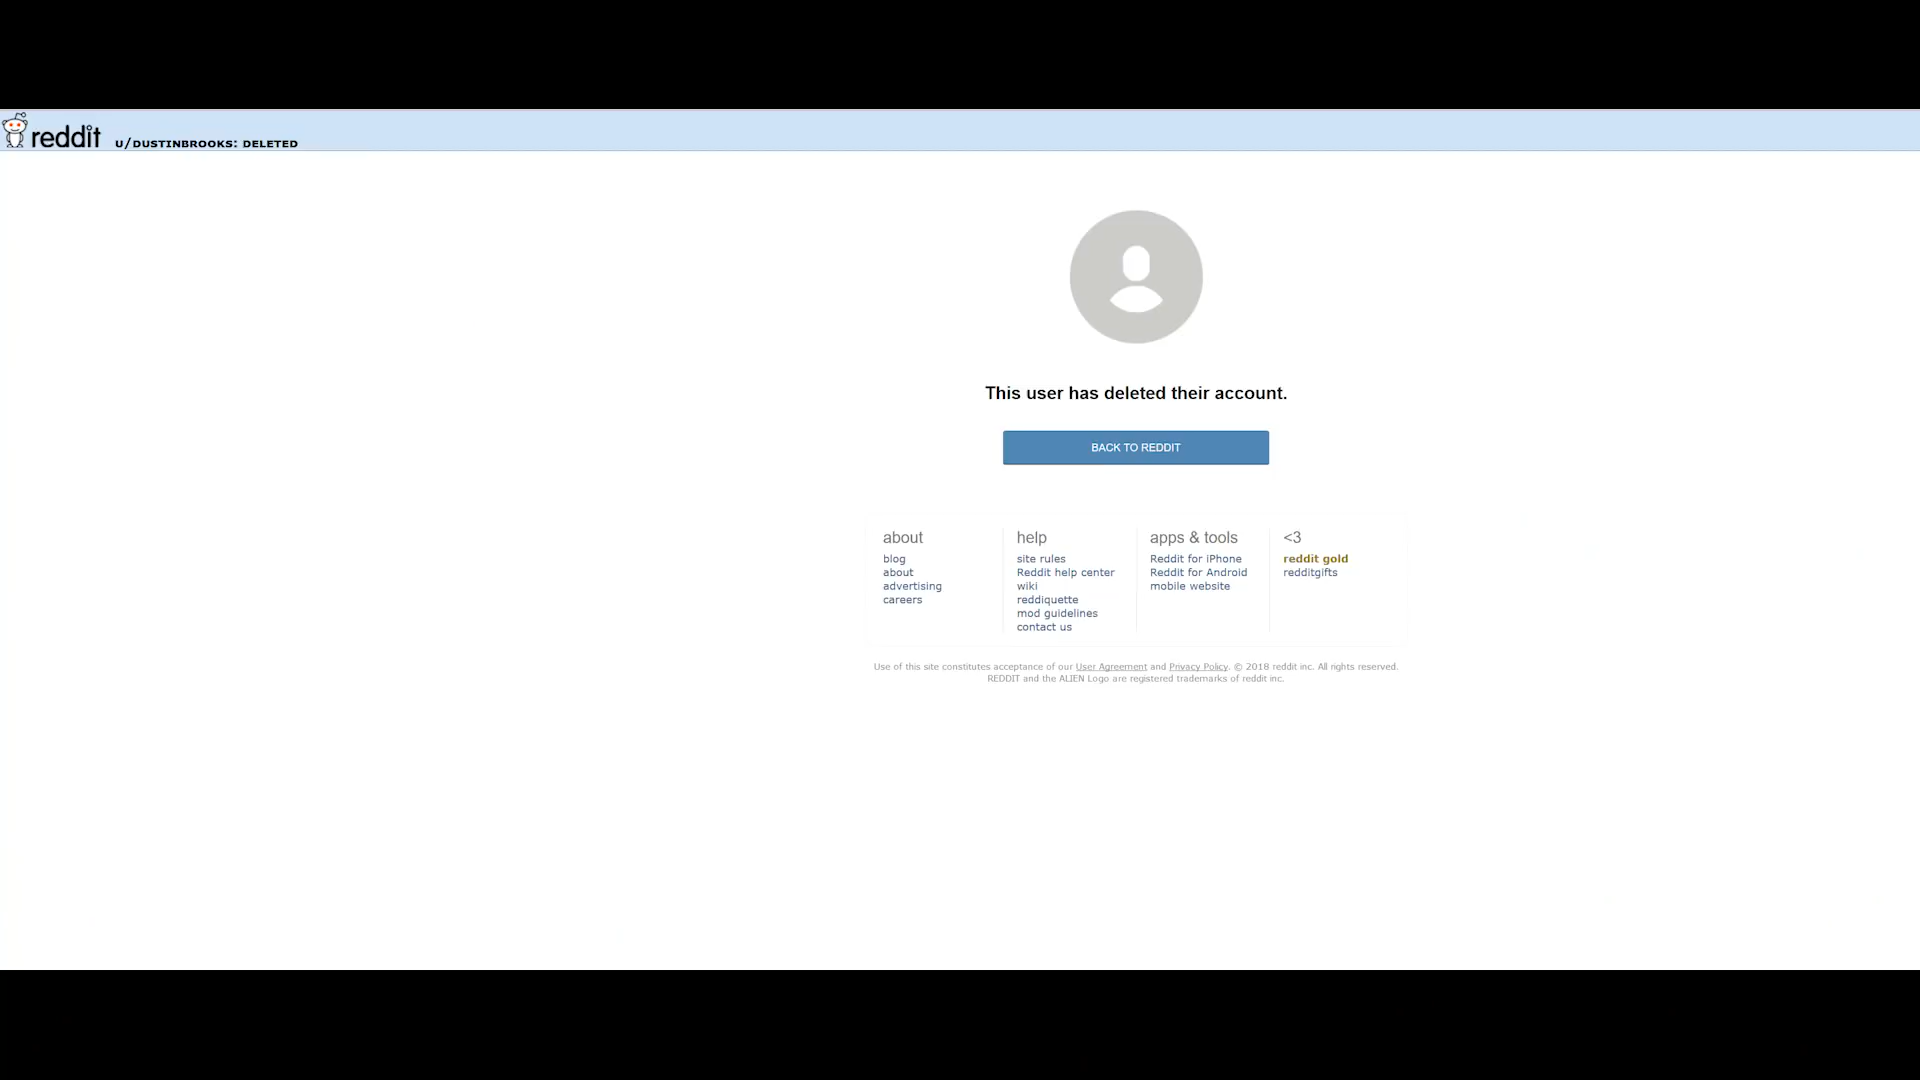 reddit U/DUSTINBROOKS: DELETED
This user has deleted their account.
BACK TO REDDIT
about
blog
about
advertising
careers
help
site rules
Reddit help center
wiki
reddiquette
mod guidelines
contact us
apps & tools
Reddit for iPhone
Reddit for Android
mobile website
<3
reddit gold
redditgifts
Use of this site constitutes acceptance of our User Agreement and Privacy Policy. © 2018 reddit inc. All rights reserved.
REDDIT and the ALIEN Logo are registered trademarks of reddit inc.